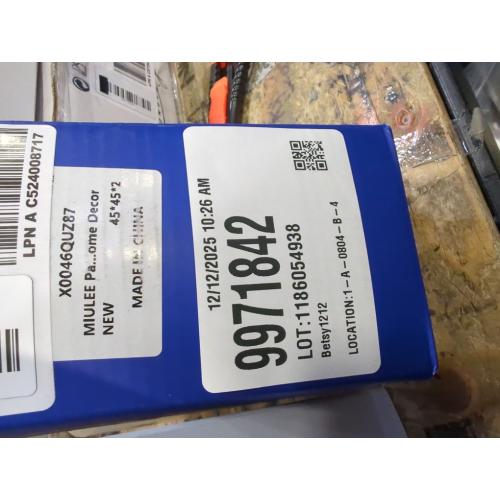 LPN A C524008717
X0046QUZ87
MIULEE Pa...ome Decor
45*45*2
NEW
MADE IN CHINA
12/12/2025 10:26 AM
9971842
LOT:1186054938
Betsy1212
LOCATION:1-A-0804-B-4